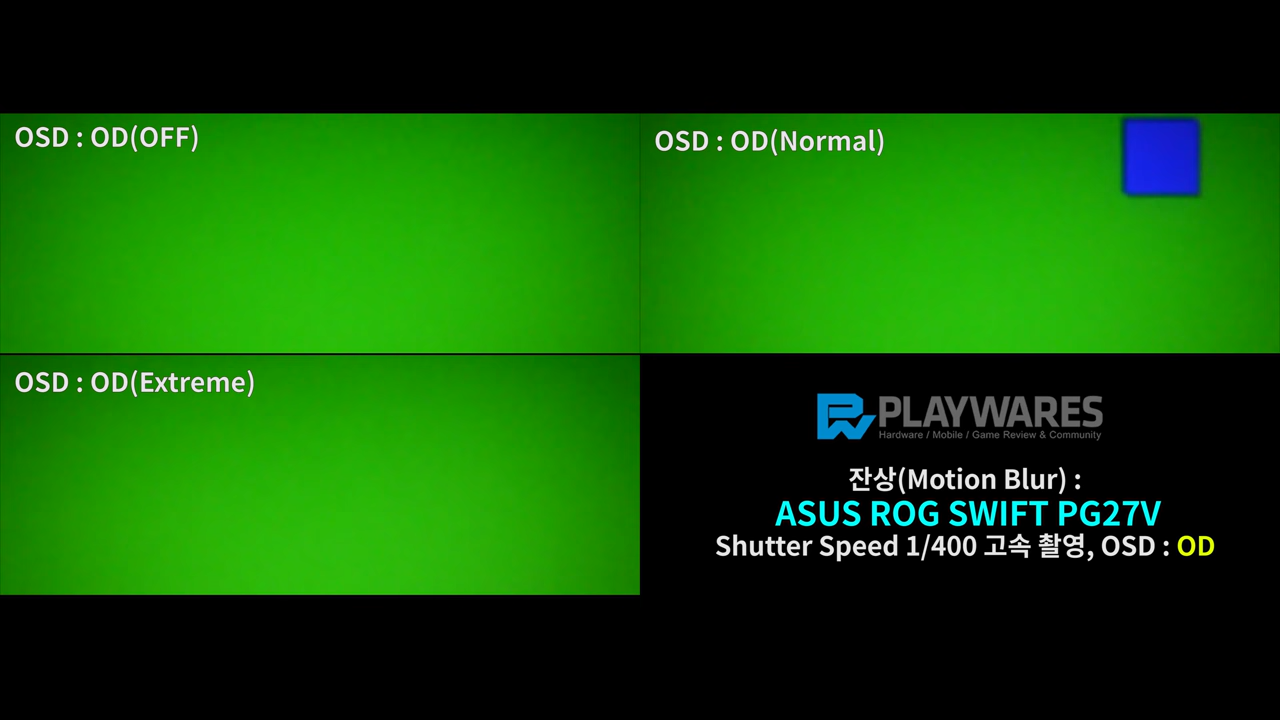 OSD : OD(OFF)
OSD : OD(Normal)
OSD : OD(Extreme)
PLAYWARES
Hardware / Mobile / Game Review & Community
잔상(Motion Blur) :
ASUS ROG SWIFT PG27V
Shutter Speed 1/400 고속 촬영, OSD : OD